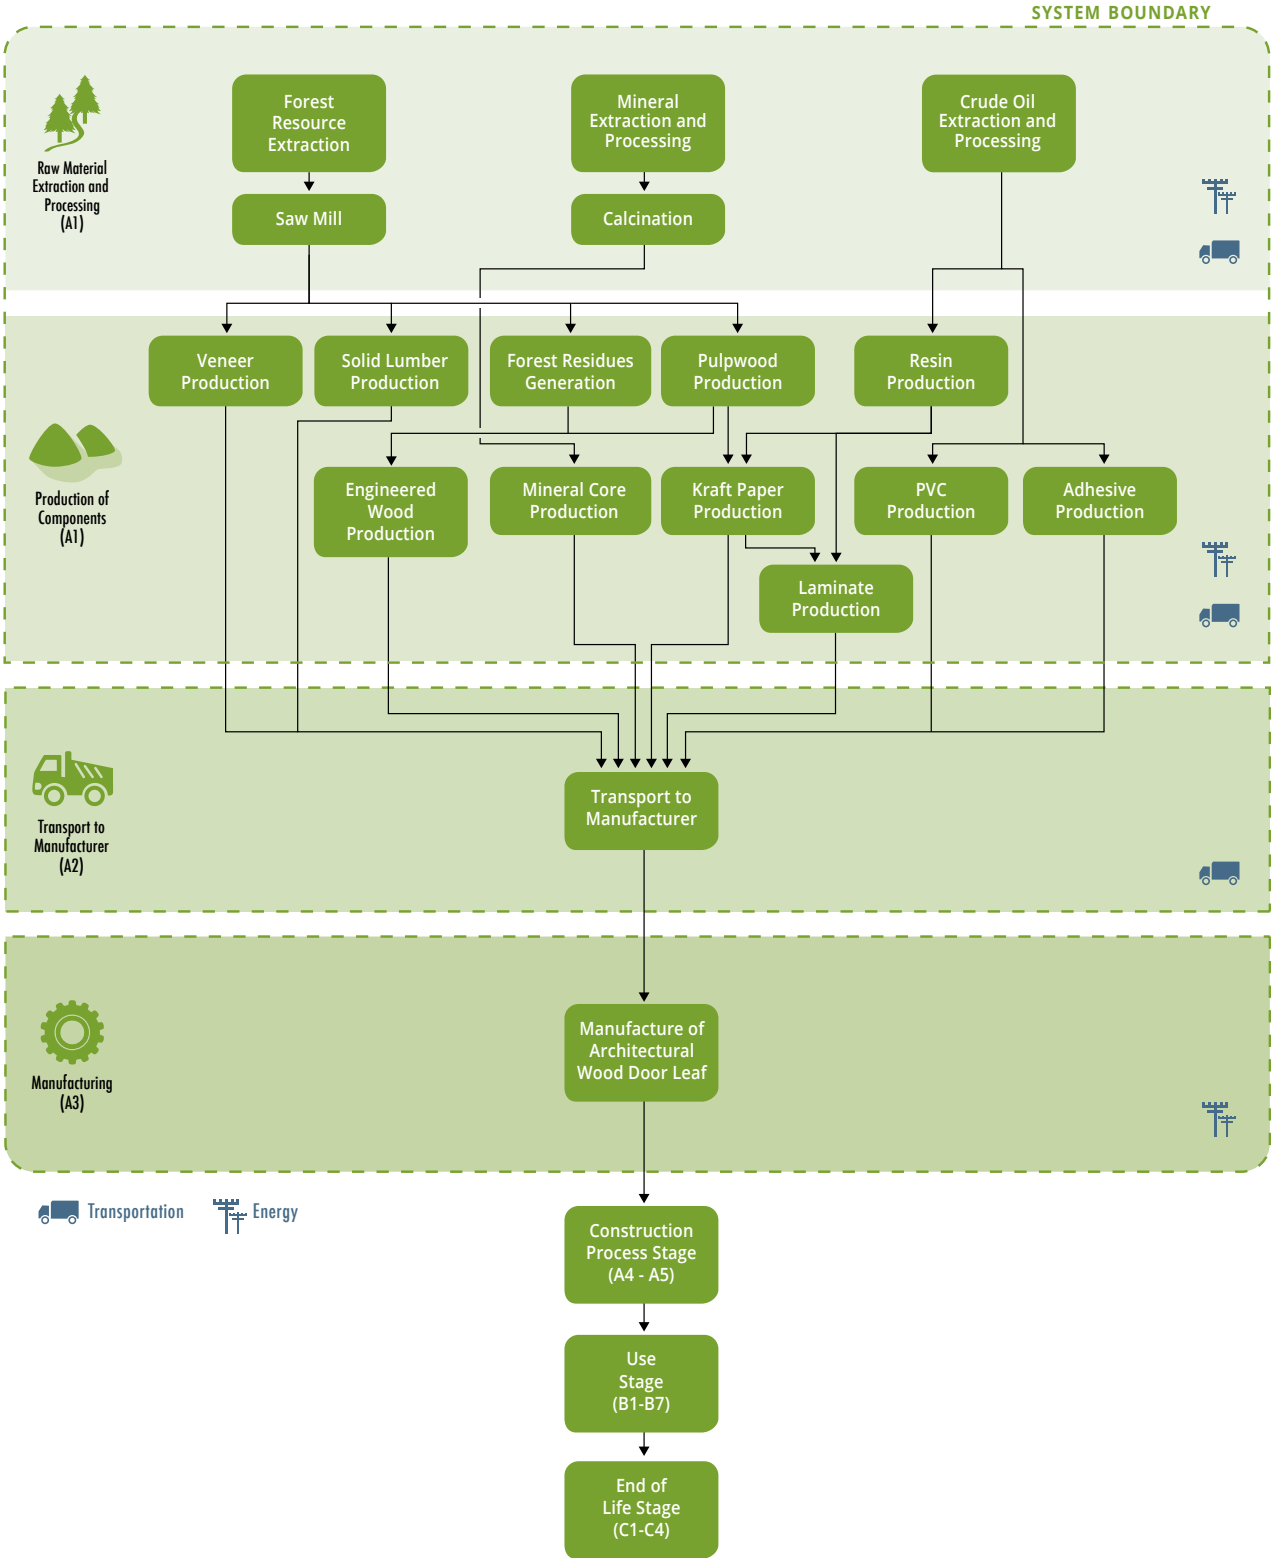 SYSTEM BOUNDARY
Raw Material
Extraction and
Processing
(A1)
Forest
Resource
Extraction
Mineral
Extraction and
Processing
Crude Oil
Extraction and
Processing
Saw Mill
Calcination
Production of
Components
(A1)
Veneer
Production
Solid Lumber
Production
Forest Residues
Generation
Pulpwood
Production
Resin
Production
Engineered
Wood
Production
Mineral Core
Production
Kraft Paper
Production
PVC
Production
Adhesive
Production
Laminate
Production
Transport to
Manufacturer
(A2)
Transport to
Manufacturer
Manufacturing
(A3)
Manufacture of
Architectural
Wood Door Leaf
Transportation
Energy
Construction
Process Stage
(A4 - A5)
Use
Stage
(B1-B7)
End of
Life Stage
(C1-C4)